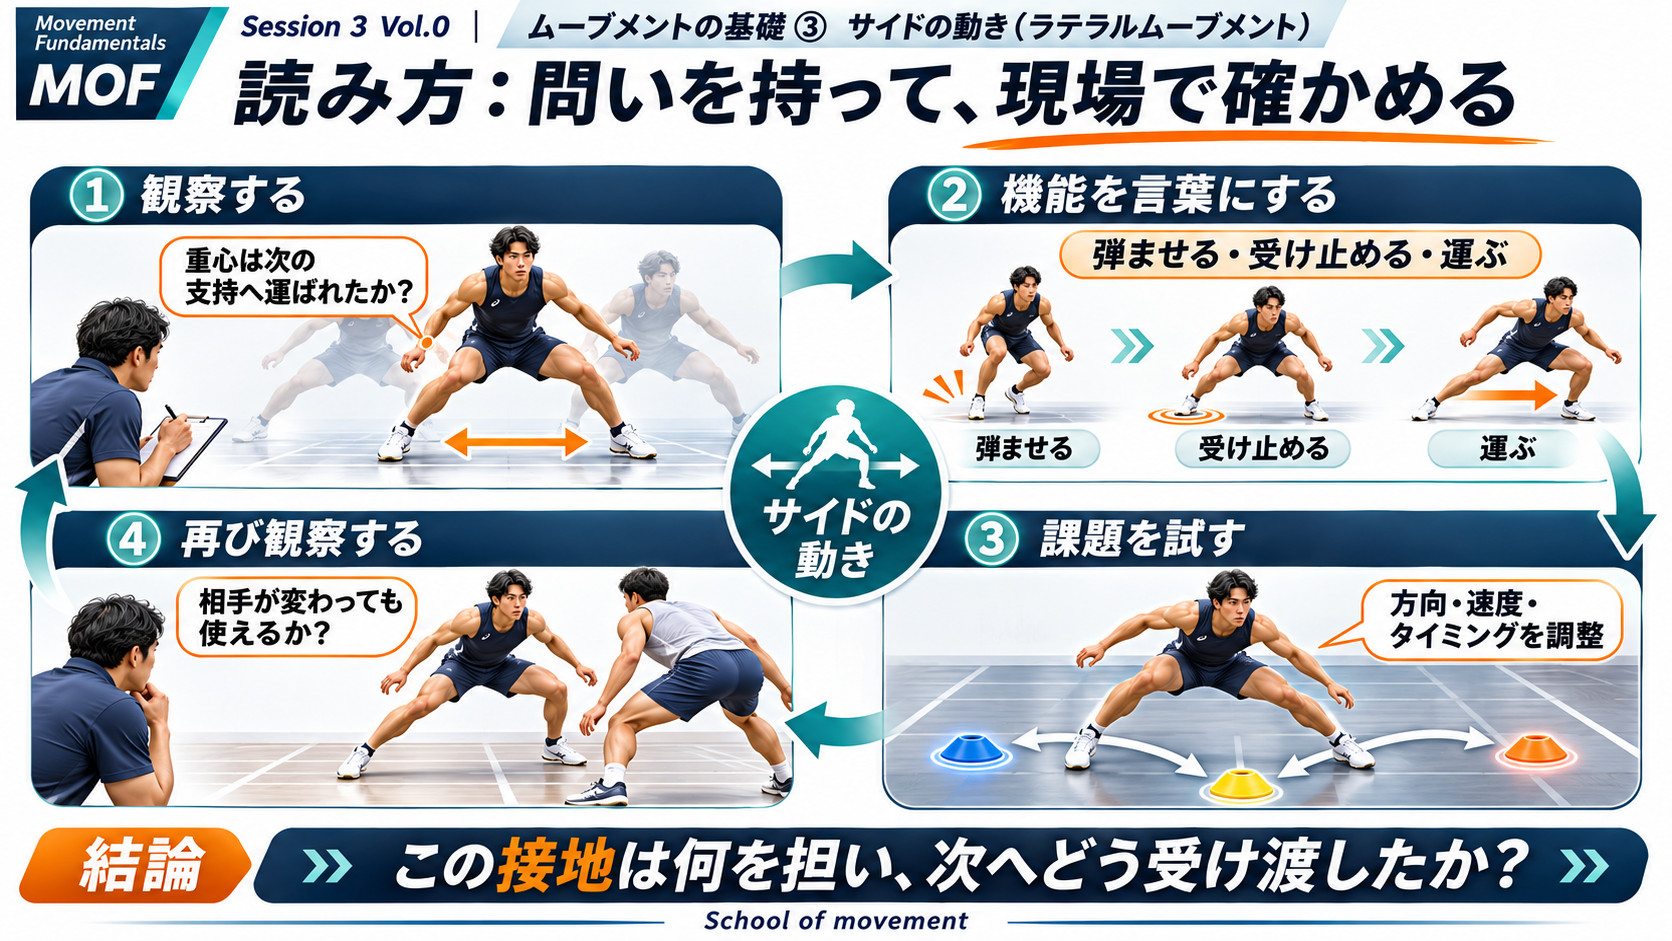 Movement
Fundamentals
MOF
Session 3 Vol.0
ムーブメントの基礎③ サイドの動き(ラテラルムーブメント)
読み方:問いを持って、現場で確かめる
1 観察する
重心は次の
支持へ運ばれたか?
2 機能を言葉にする
弾ませる・受け止める・運ぶ
弾ませる
受け止める
運ぶ
サイドの
動き
3 課題を試す
方向・速度・
タイミングを調整
4 再び観察する
相手が変わっても
使えるか?
結論
この接地は何を担い、次へどう受け渡したか?
School of movement